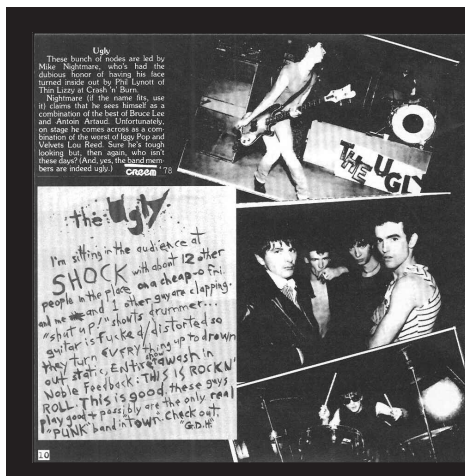 Ugly
These bunch of nodes are led by
Mike Nightmare, who's had the
dubious honor of having his face
turned inside out by Phil Lynott of
Thin Lizzy at Crash 'n' Burn.
Nightmare (if the name fits, use
it) claims that he sees himself as a
combination of the best of Bruce Lee
and Antoin Artaud. Unfortunately,
on stage he comes across as a com-
bination of the worst of Iggy Pop and
Velvets Lou Reed. Sure he's tough
looking but, then again, who isn't
these days? (And, yes, the band mem-
bers are indeed ugly.) CREEM '78
THE UGLY
the Ugly
I'm sitting in the audience at
SHOCK with about 12 other
people in the place on a cheap-o Fri.
and me and 1 other guy are clapping.
"shut up!" shouts drummer...
guitar is fucked/distorted so
they turn EVERYthing up to drown
out static. ENtire show awash in
Noble Feedback: THIS IS ROCKN'
ROLL. This is good. these guys
play good + possibly are the only real
"PUNK" band in TOWN. Check out.
"G.D.H."
10